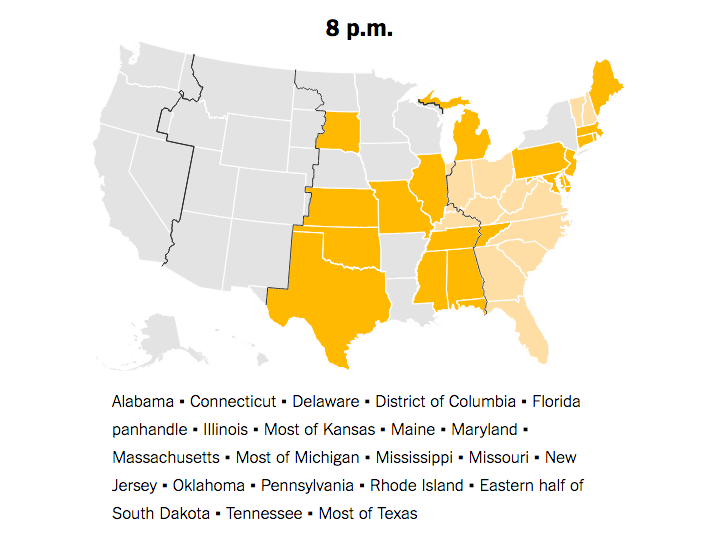 8 p.m.
Alabama ▪ Connecticut ▪ Delaware ▪ District of Columbia ▪ Florida
panhandle ▪ Illinois ▪ Most of Kansas ▪ Maine ▪ Maryland ▪
Massachusetts ▪ Most of Michigan ▪ Mississippi ▪ Missouri ▪ New
Jersey ▪ Oklahoma ▪ Pennsylvania ▪ Rhode Island ▪ Eastern half of
South Dakota ▪ Tennessee ▪ Most of Texas